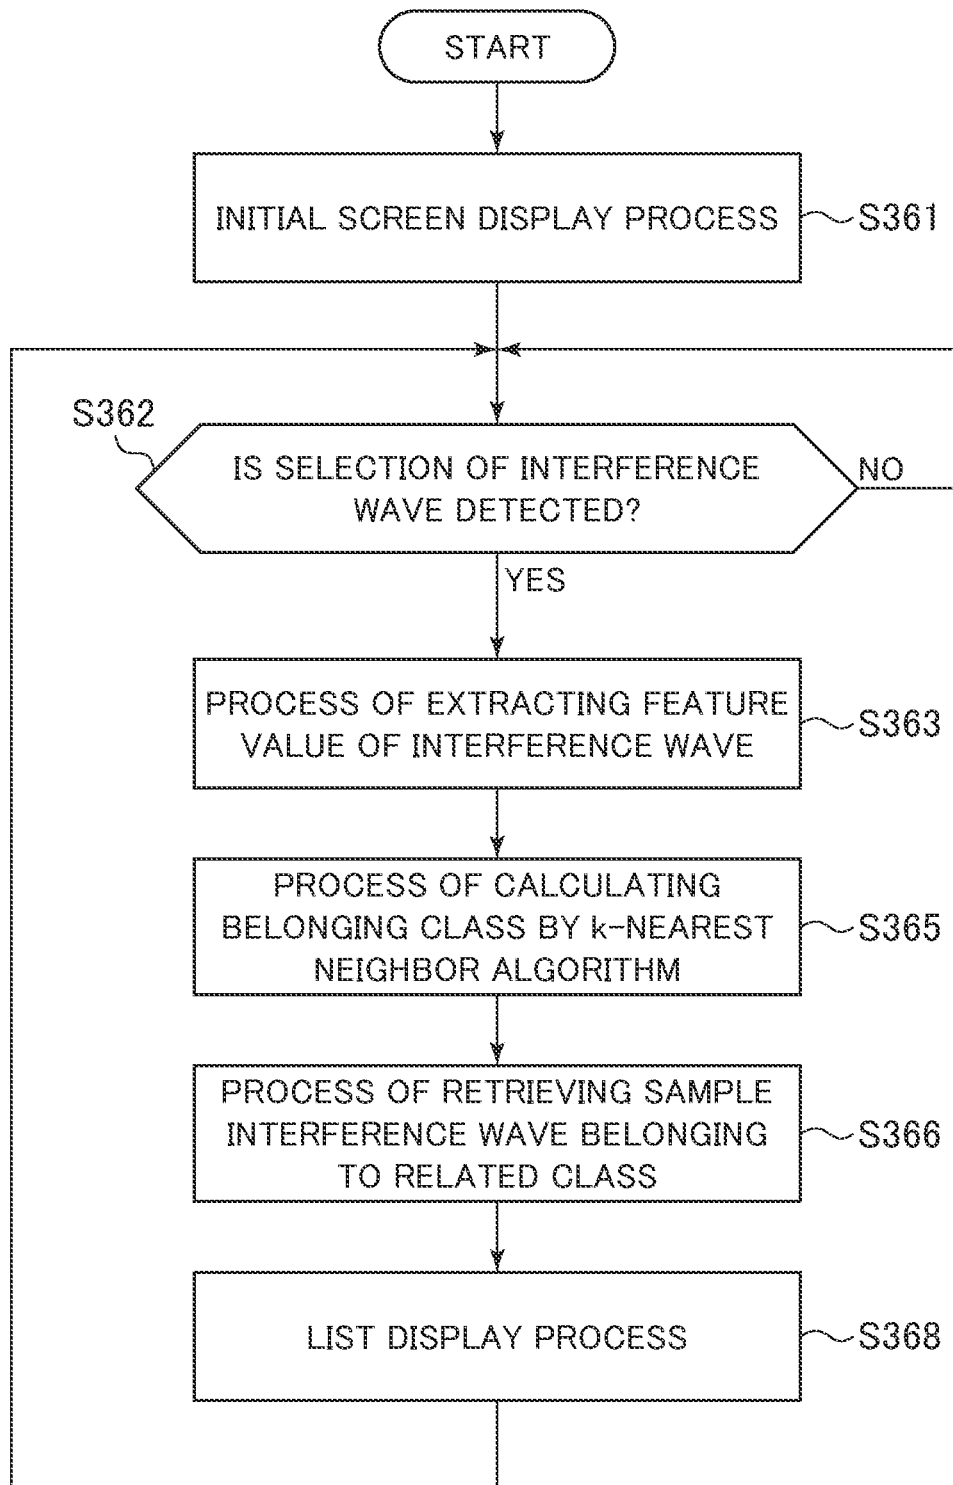 START
INITIAL SCREEN DISPLAY PROCESS
S361
S362
IS SELECTION OF INTERFERENCE
WAVE DETECTED?
NO
YES
PROCESS OF EXTRACTING FEATURE
VALUE OF INTERFERENCE WAVE
S363
PROCESS OF CALCULATING
BELONGING CLASS BY k-NEAREST
NEIGHBOR ALGORITHM
S365
PROCESS OF RETRIEVING SAMPLE
INTERFERENCE WAVE BELONGING
TO RELATED CLASS
S366
LIST DISPLAY PROCESS
S368